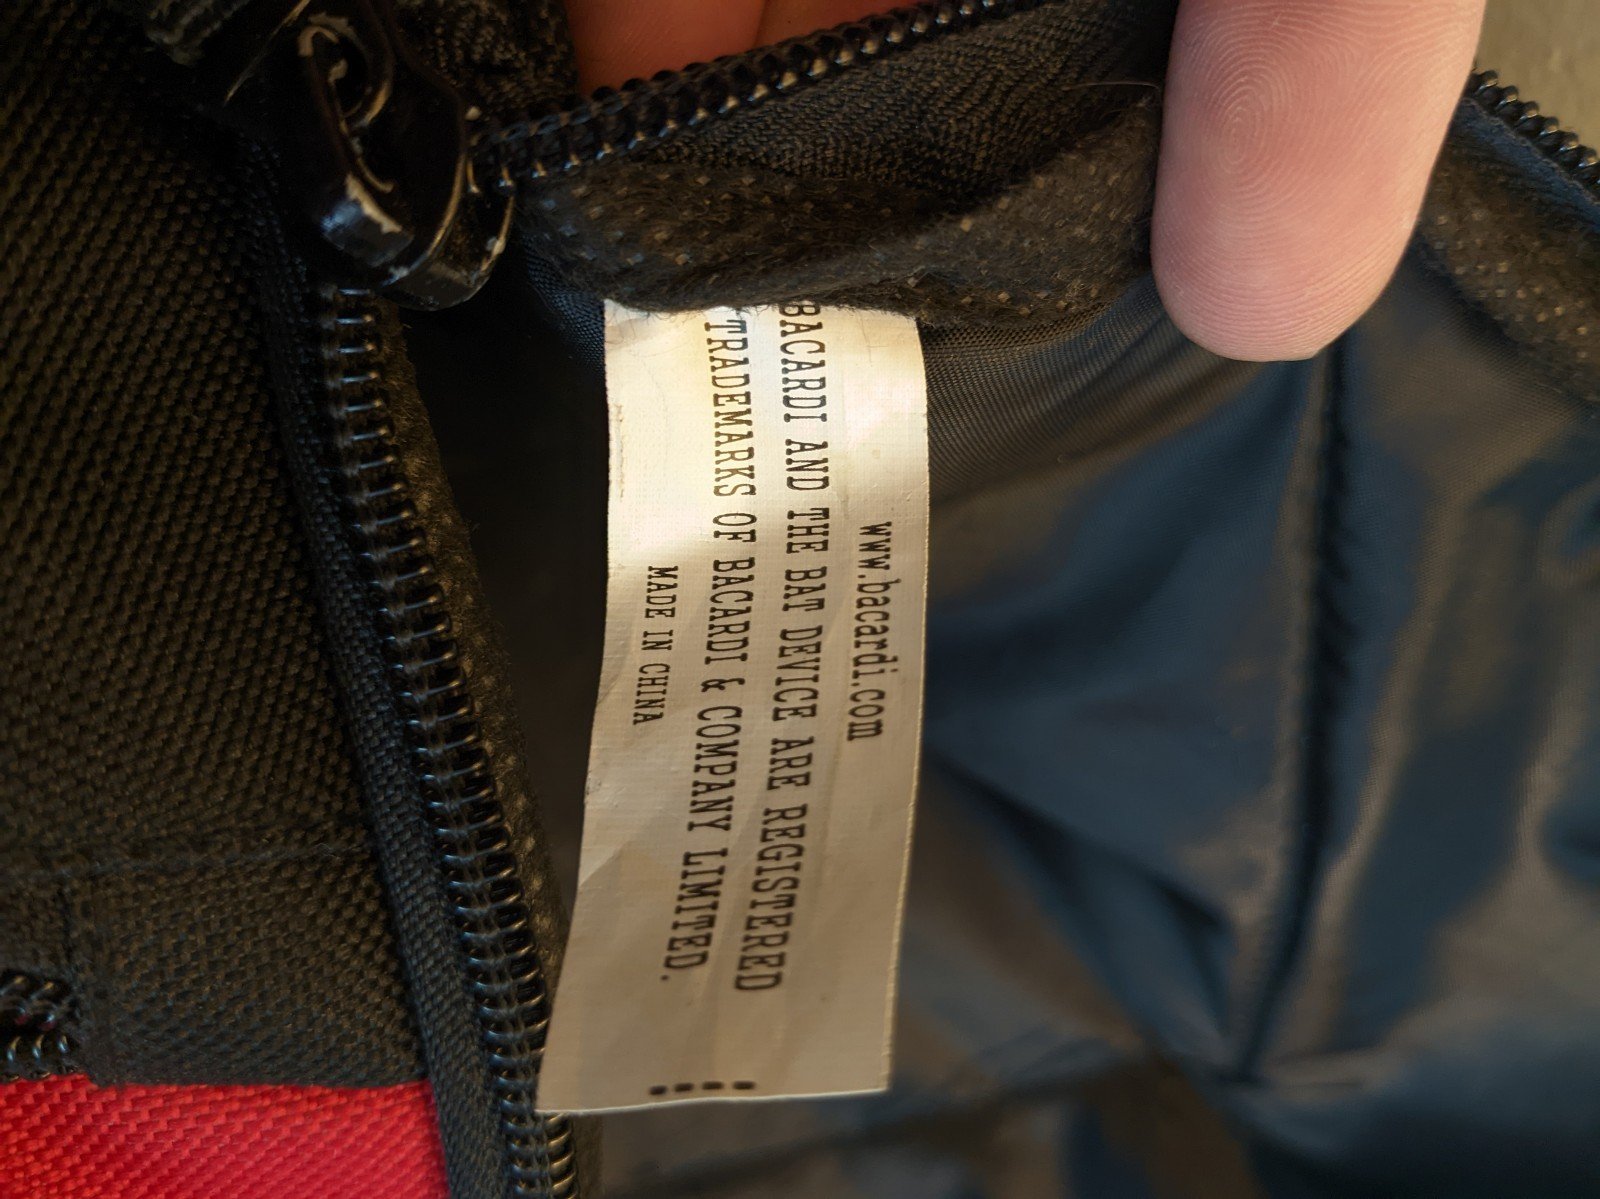 www.bacardi.com
BACARDI AND THE BAT DEVICE ARE REGISTERED
TRADEMARKS OF BACARDI & COMPANY LIMITED.
MADE IN CHINA